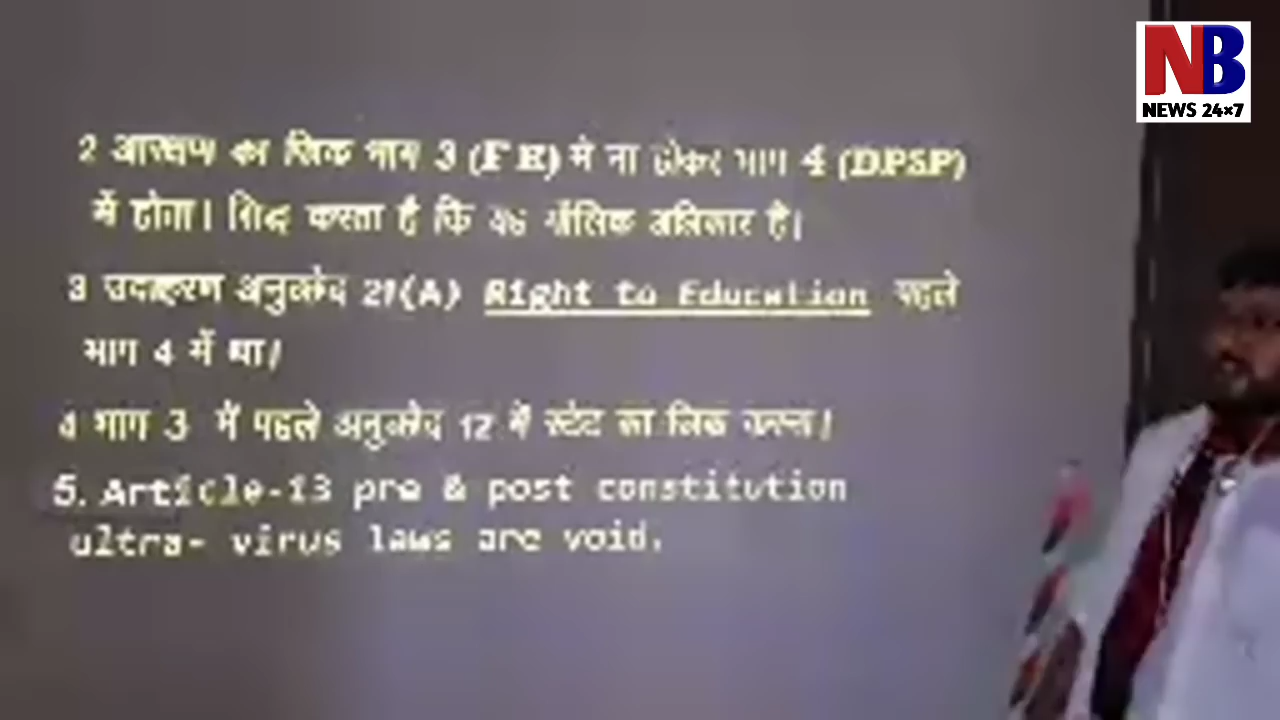 NB
NEWS 24×7
2 आरक्षण का जिक्र भाग 3 (F R) मे ना होकर भाग 4 (DPSP)
में होना। सिद्ध करता है कि यह मौलिक अधिकार है।
3 उदाहरण अनुच्छेद 21(A) Right to Education पहले
भाग 4 में था।
4 भाग 3 में पहले अनुच्छेद 12 में स्टेट का जिक्र करना।
5. Article-13 pre & post constitution
ultra- virus laws are void.